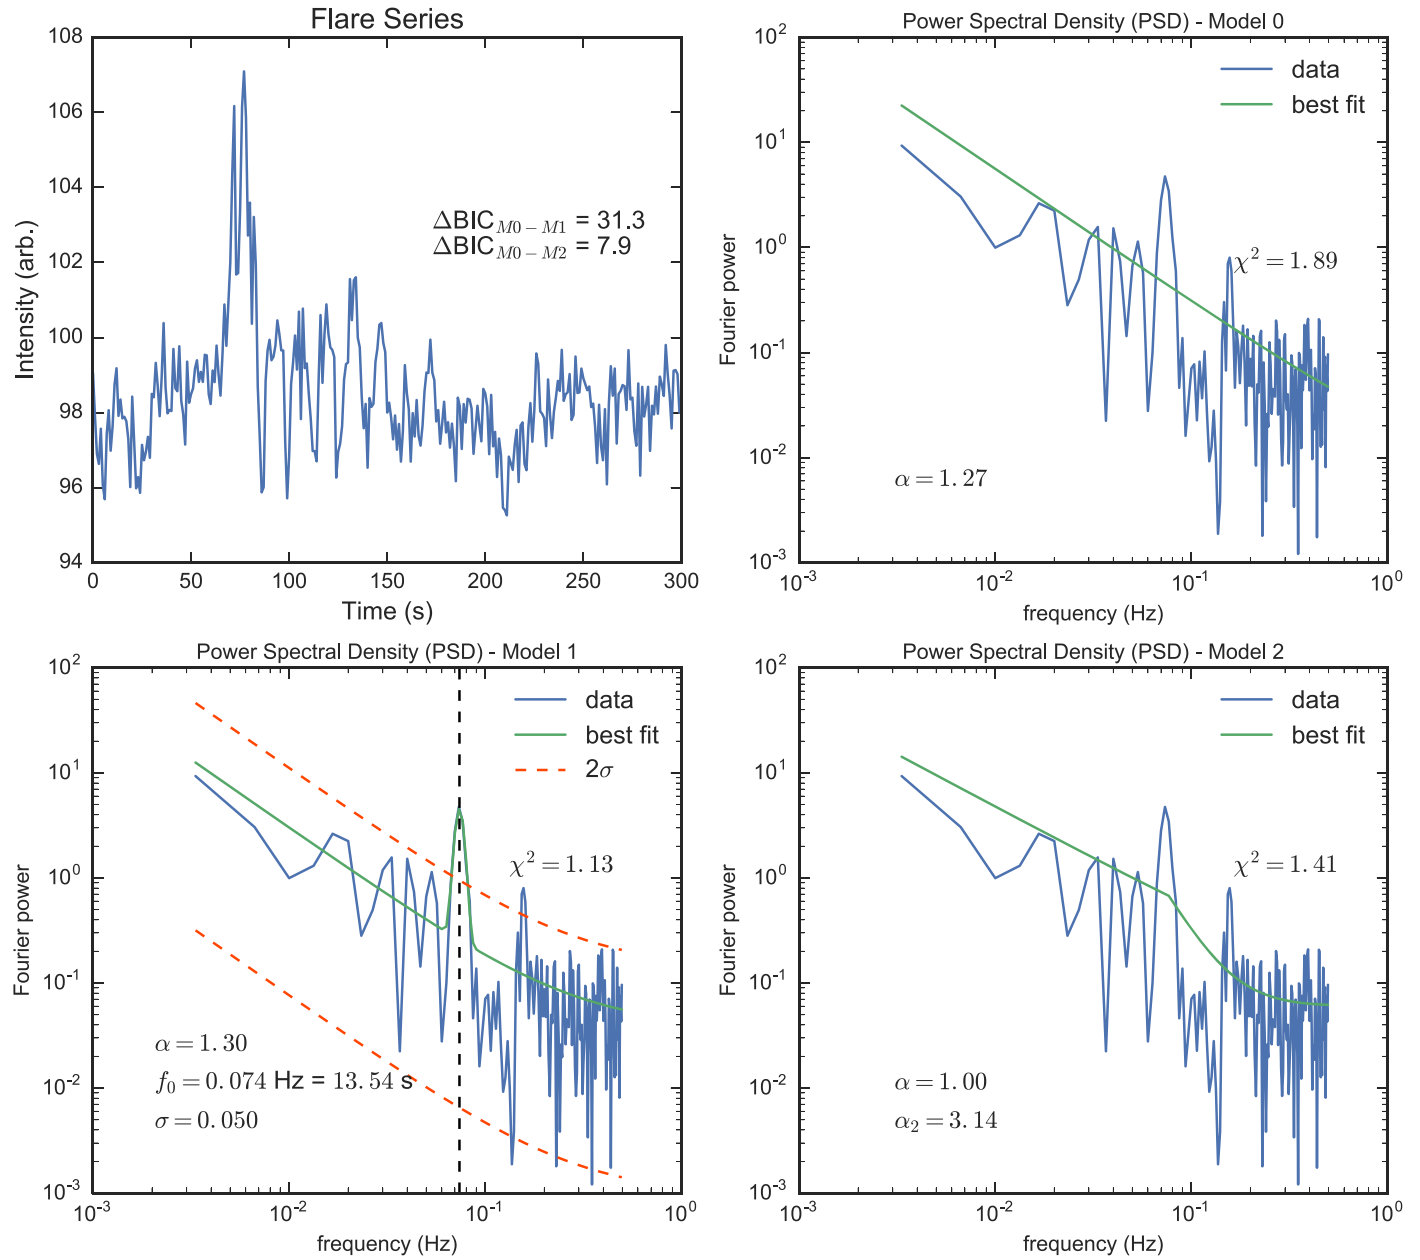 Flare Series
108
106
104
102
100
98
96
94
Intensity (arb.)
ΔBIC_{M0−M1} = 31.3
ΔBIC_{M0−M2} = 7.9
0 50 100 150 200 250 300
Time (s)
Power Spectral Density (PSD) - Model 0
10^2
10^1
10^0
10^-1
10^-2
10^-3
Fourier power
data
best fit
χ² = 1.89
α = 1.27
10^-3 10^-2 10^-1 10^0
frequency (Hz)
Power Spectral Density (PSD) - Model 1
10^2
10^1
10^0
10^-1
10^-2
10^-3
Fourier power
data
best fit
2σ
χ² = 1.13
α = 1.30
f_0 = 0.074 Hz = 13.54 s
σ = 0.050
10^-3 10^-2 10^-1 10^0
frequency (Hz)
Power Spectral Density (PSD) - Model 2
10^2
10^1
10^0
10^-1
10^-2
10^-3
Fourier power
data
best fit
χ² = 1.41
α = 1.00
α_2 = 3.14
10^-3 10^-2 10^-1 10^0
frequency (Hz)